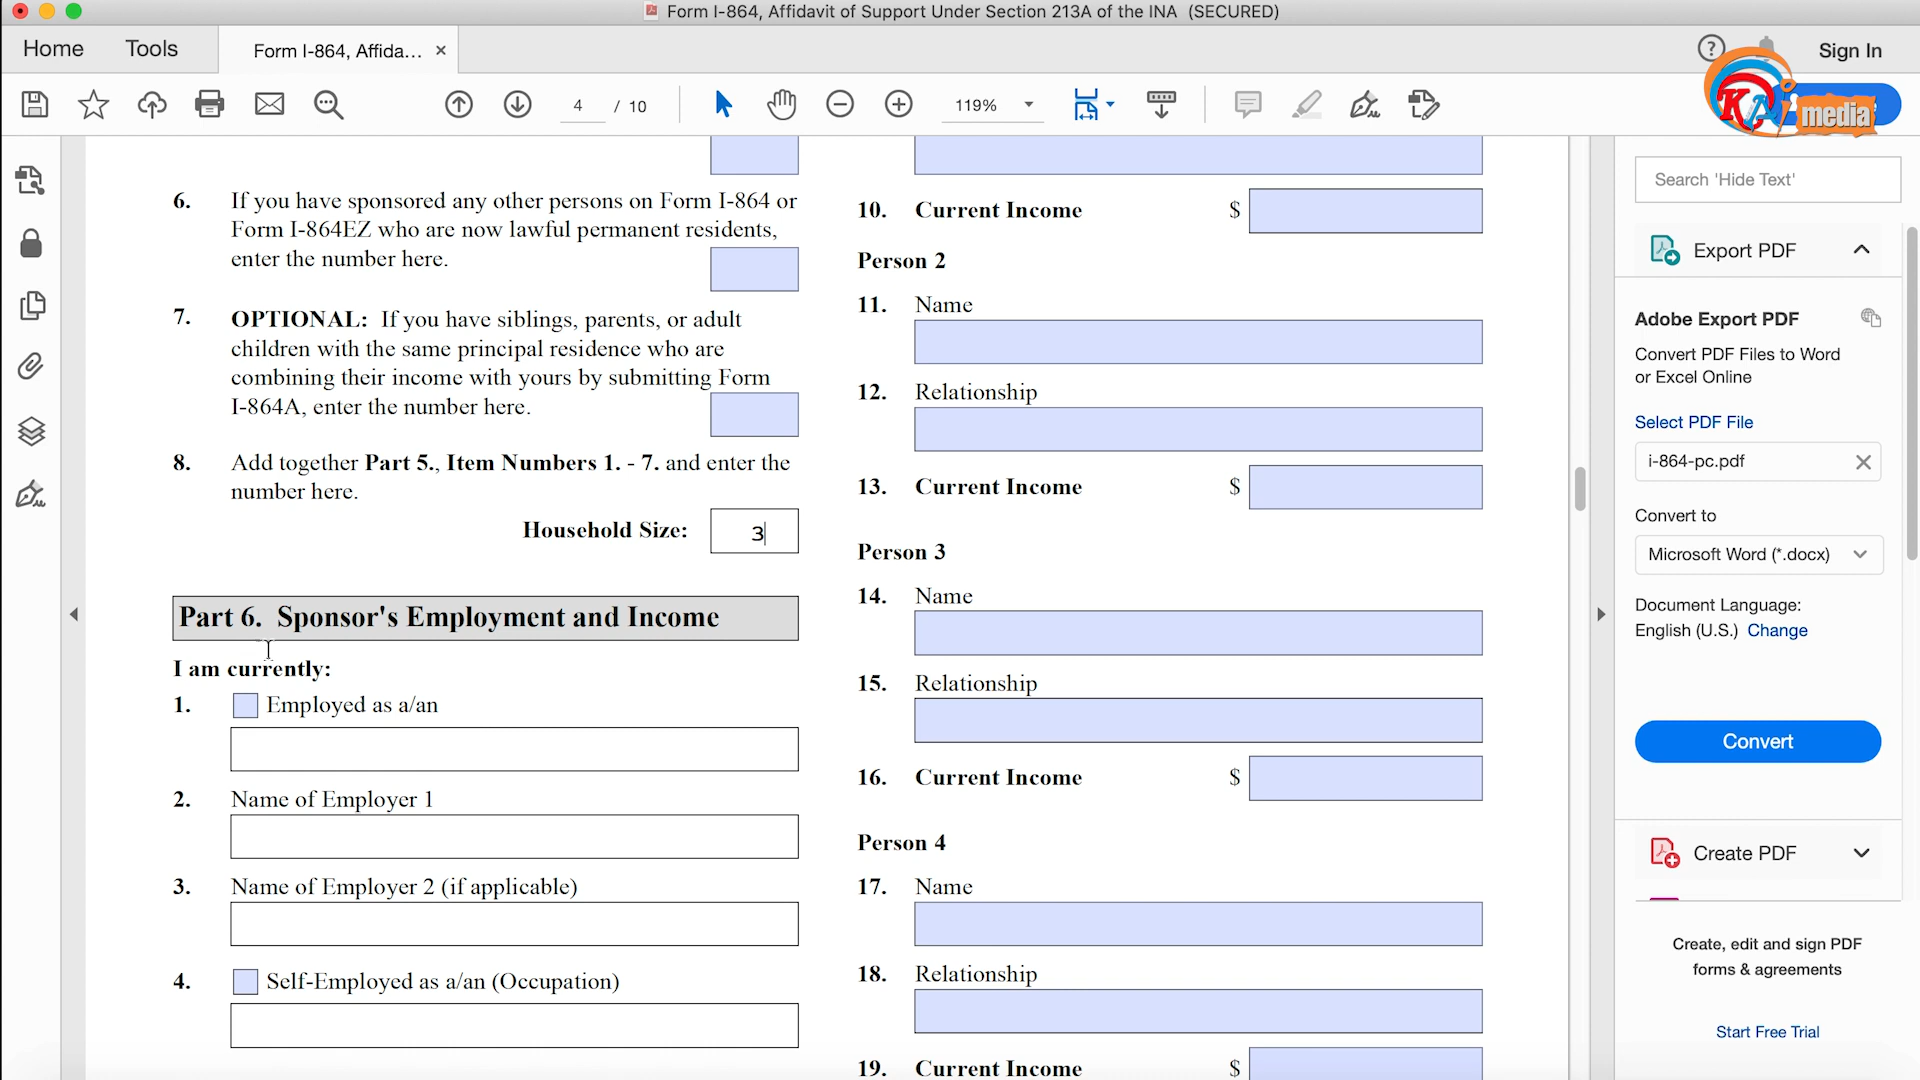 Form I-864, Affidavit of Support Under Section 213A of the INA (SECURED)
Home
Tools
Form I-864, Affida... ×
Sign In
4 / 10
119%
KAi media
6. If you have sponsored any other persons on Form I-864 or
Form I-864EZ who are now lawful permanent residents,
enter the number here.
7. OPTIONAL: If you have siblings, parents, or adult
children with the same principal residence who are
combining their income with yours by submitting Form
I-864A, enter the number here.
8. Add together Part 5., Item Numbers 1. - 7. and enter the
number here.
Household Size: 3
Part 6. Sponsor's Employment and Income
I am currently:
1. Employed as a/an
2. Name of Employer 1
3. Name of Employer 2 (if applicable)
4. Self-Employed as a/an (Occupation)
10. Current Income $
Person 2
11. Name
12. Relationship
13. Current Income $
Person 3
14. Name
15. Relationship
16. Current Income $
Person 4
17. Name
18. Relationship
19. Current Income $
Search 'Hide Text'
Export PDF
Adobe Export PDF
Convert PDF Files to Word
or Excel Online
Select PDF File
i-864-pc.pdf
Convert to
Microsoft Word (*.docx)
Document Language:
English (U.S.) Change
Convert
Create PDF
Create, edit and sign PDF
forms & agreements
Start Free Trial